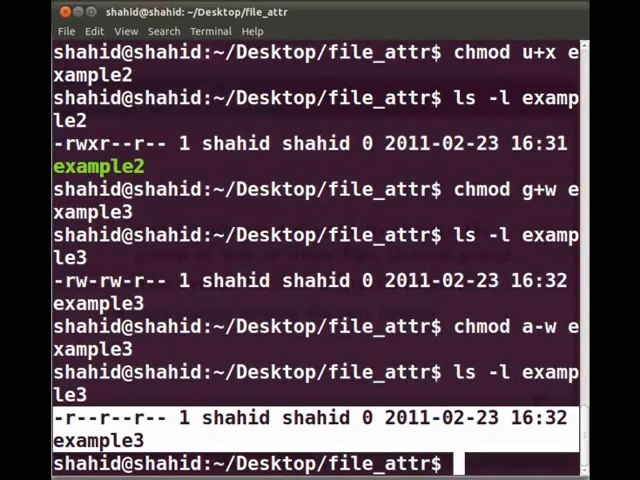 shahid@shahid: ~/Desktop/file_attr
File Edit View Search Terminal Help
shahid@shahid:~/Desktop/file_attr$ chmod u+x e
xample2
shahid@shahid:~/Desktop/file_attr$ ls -l examp
le2
-rwxr--r-- 1 shahid shahid 0 2011-02-23 16:31
example2
shahid@shahid:~/Desktop/file_attr$ chmod g+w e
xample3
shahid@shahid:~/Desktop/file_attr$ ls -l examp
le3
-rw-rw-r-- 1 shahid shahid 0 2011-02-23 16:32
example3
shahid@shahid:~/Desktop/file_attr$ chmod a-w e
xample3
shahid@shahid:~/Desktop/file_attr$ ls -l examp
le3
-r--r--r-- 1 shahid shahid 0 2011-02-23 16:32
example3
shahid@shahid:~/Desktop/file_attr$